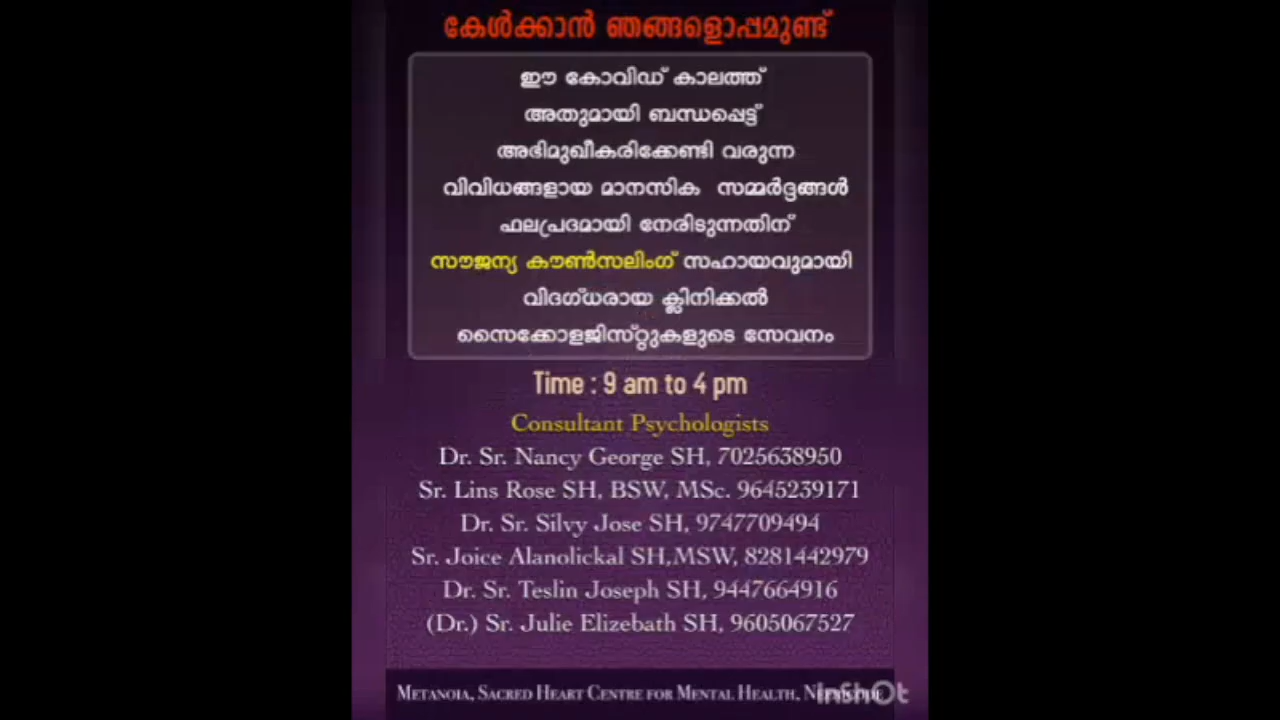 കേൾക്കാൻ ഞങ്ങളൊപ്പമുണ്ട്
ഈ കോവിഡ് കാലത്ത്
അതുമായി ബന്ധപ്പെട്ട്
അഭിമുഖീകരിക്കേണ്ടി വരുന്ന
വിവിധങ്ങളായ മാനസിക സമ്മർദ്ദങ്ങൾ
ഫലപ്രദമായി നേരിടുന്നതിന്
സൗജന്യ കൗൺസലിംഗ് സഹായവുമായി
വിദഗ്ധരായ ക്ലിനിക്കൽ
സൈക്കോളജിസ്റ്റുകളുടെ സേവനം
Time : 9 am to 4 pm
Consultant Psychologists
Dr. Sr. Nancy George SH, 7025638950
Sr. Lins Rose SH, BSW, MSc. 9645239171
Dr. Sr. Silvy Jose SH, 9747709494
Sr. Joice Alanolickal SH,MSW, 8281442979
Dr. Sr. Teslin Joseph SH, 9447664916
(Dr.) Sr. Julie Elizebath SH, 9605067527
METANOIA, SACRED HEART CENTRE FOR MENTAL HEALTH,
InShOt